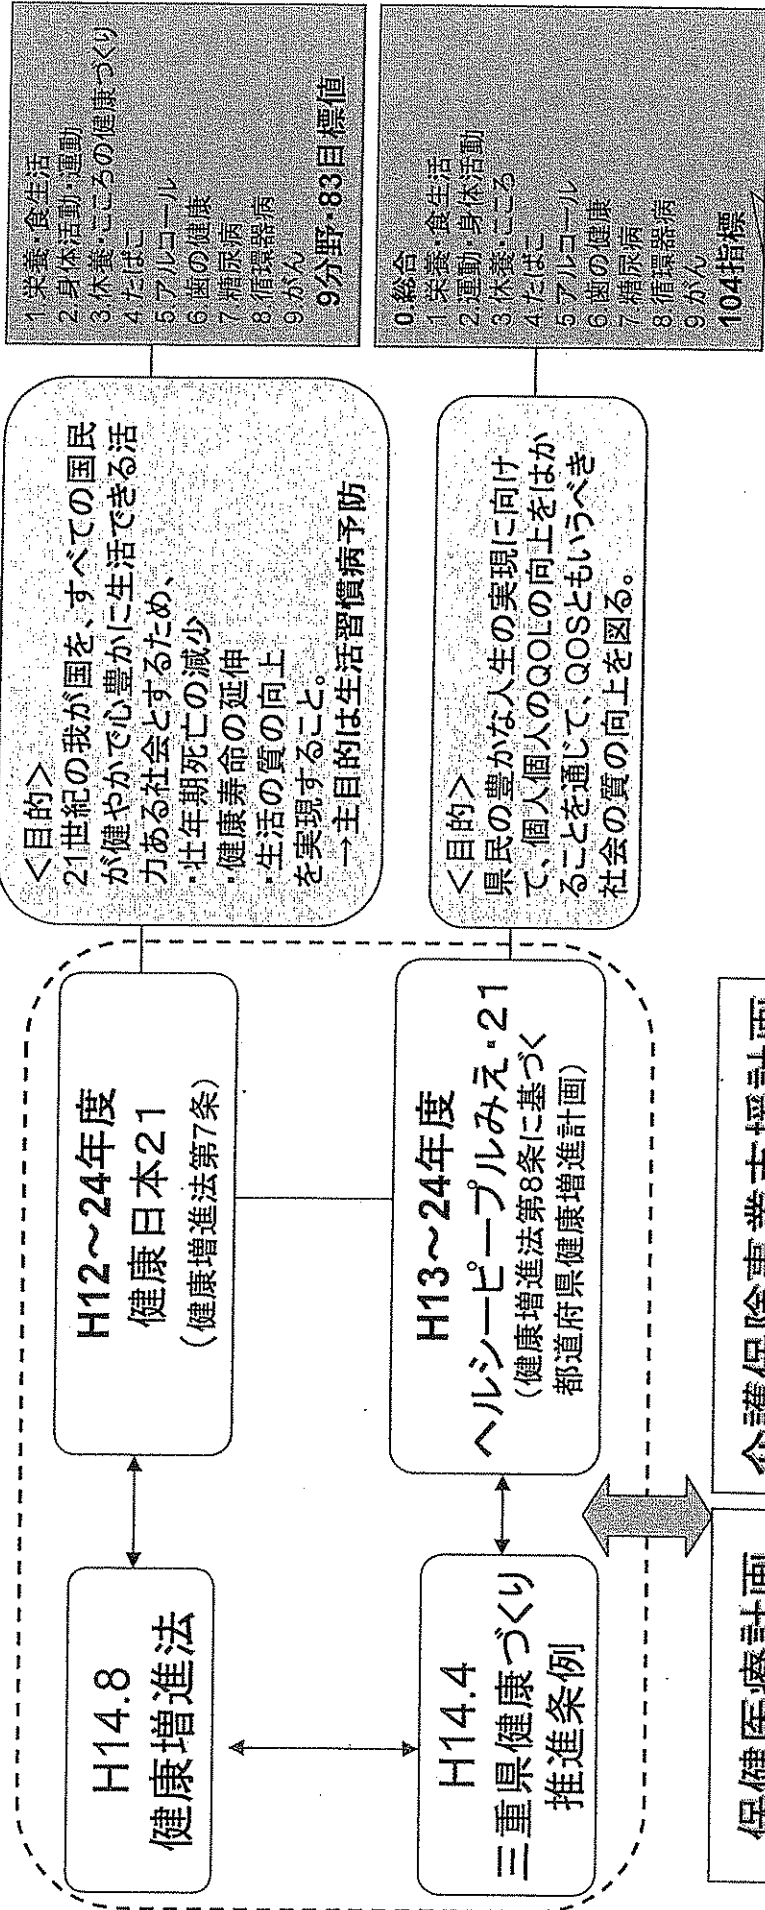 H14.8
健康増進法
H12～24年度
健康日本21
（健康増進法第7条）
＜目的＞
21世紀の我が国を、すべての国民
が健やかで心豊かに生活できる活
力ある社会とするため、
・壮年期死亡の減少
・健康寿命の延伸
・生活の質の向上
を実現すること。
→主目的は生活習慣病予防
1.栄養・食生活
2.身体活動・運動
3.休養・こころの健康づくり
4.たばこ
5.アルコール
6.歯の健康
7.糖尿病
8.循環器病
9.がん
9分野・83目標値
H14.4
三重県健康づくり
推進条例
H13～24年度
ヘルシーピープルみえ・21
（健康増進法第8条に基づく
都道府県健康増進計画）
＜目的＞
県民の豊かな人生の実現に向け
て、個人個人のQOLの向上をはか
ることを通じて、QOSともいうべき
社会の質の向上を図る。
0.総合
1.栄養・食生活
2.運動・身体活動
3.休養・こころ
4.たばこ
5.アルコール
6.歯の健康
7.糖尿病
8.循環器病
9.がん
104指標
保健医療計画
介護保険事業支援計画